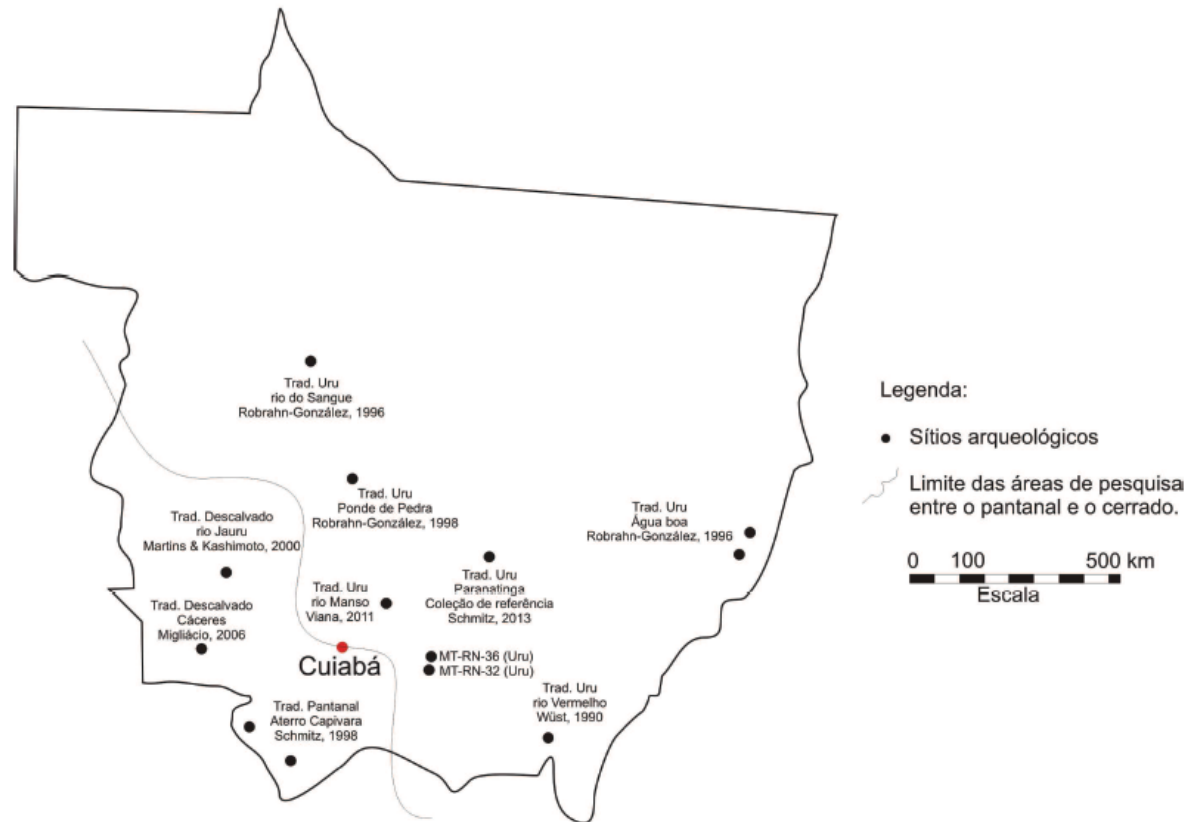 Trad. Uru
rio do Sangue
Robrahn-González, 1996
Trad. Uru
Ponde de Pedra
Robrahn-González, 1998
Trad. Descalvado
rio Jauru
Martins & Kashimoto, 2000
Trad. Descalvado
Cáceres
Migliácio, 2006
Trad. Uru
rio Manso
Viana, 2011
Trad. Uru
Paranatinga
Coleção de referência
Schmitz, 2013
Trad. Uru
Água boa
Robrahn-González, 1996
Cuiabá
MT-RN-36 (Uru)
MT-RN-32 (Uru)
Trad. Pantanal
Aterro Capivara
Schmitz, 1998
Trad. Uru
rio Vermelho
Wüst, 1990
Legenda:
Sítios arqueológicos
Limite das áreas de pesquisa
entre o pantanal e o cerrado.
0 100 500 km
Escala